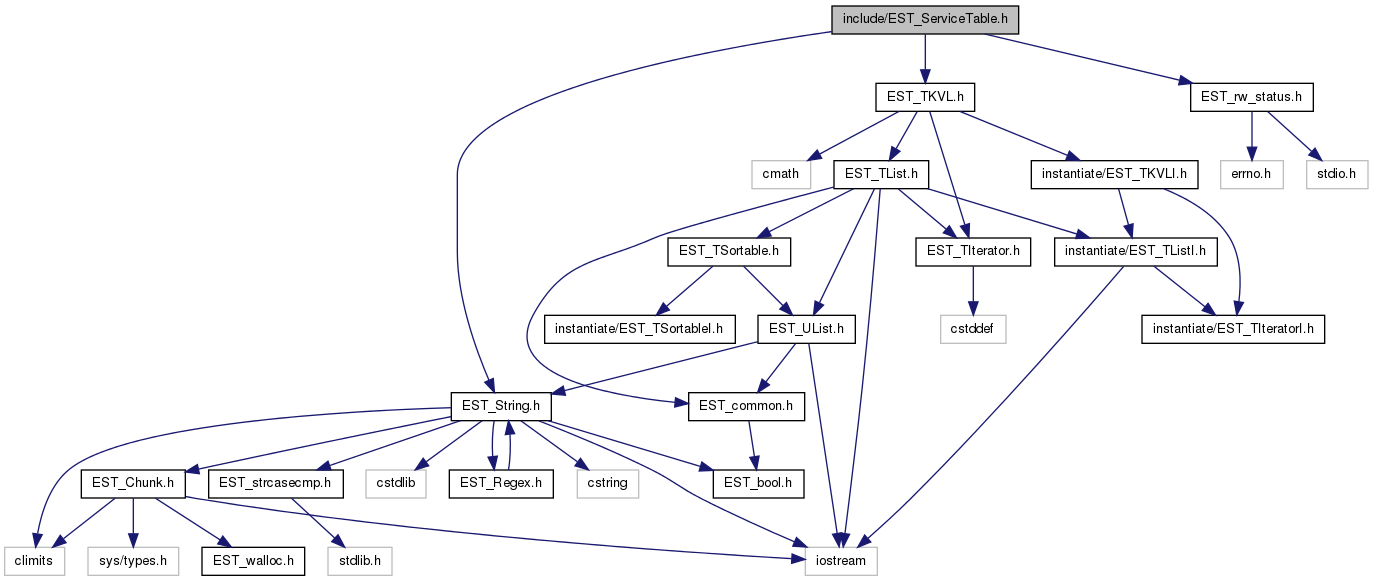 include/EST_ServiceTable.h
EST_TKVL.h
EST_rw_status.h
cmath
EST_TList.h
instantiate/EST_TKVLI.h
errno.h
stdio.h
EST_TSortable.h
EST_TIterator.h
instantiate/EST_TListI.h
instantiate/EST_TSortableI.h
EST_UList.h
cstddef
instantiate/EST_TIteratorI.h
EST_String.h
EST_common.h
EST_Chunk.h
EST_strcasecmp.h
cstdlib
EST_Regex.h
cstring
EST_bool.h
climits
sys/types.h
EST_walloc.h
stdlib.h
iostream